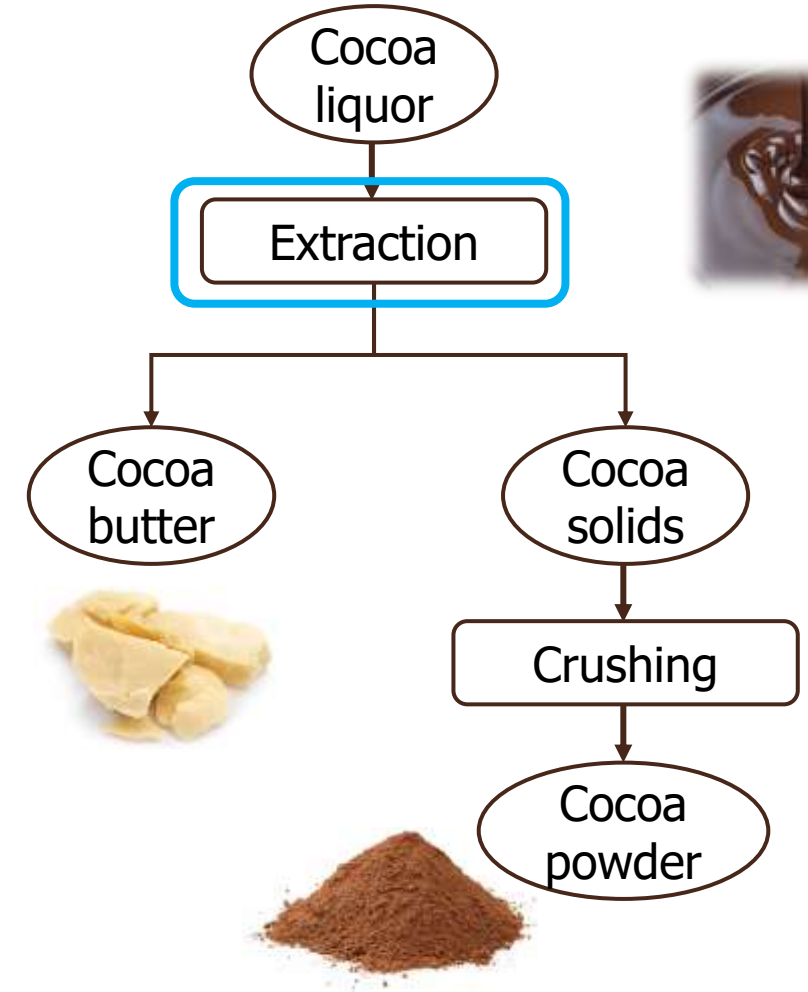 Cocoa
liquor
Extraction
Cocoa
butter
Cocoa
solids
Crushing
Cocoa
powder